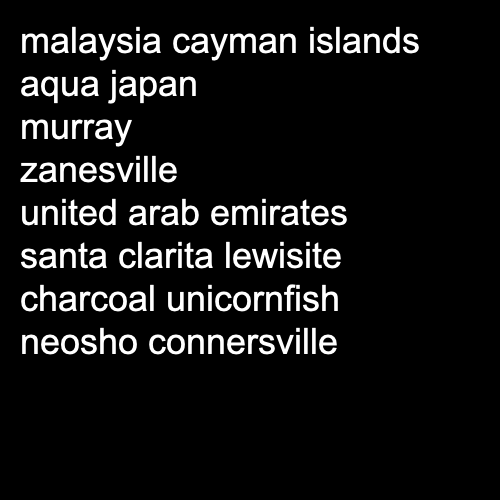 malaysia cayman islands
aqua japan
murray
zanesville
united arab emirates
santa clarita lewisite
charcoal unicornfish
neosho connersville